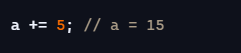 a += 5; // a = 15